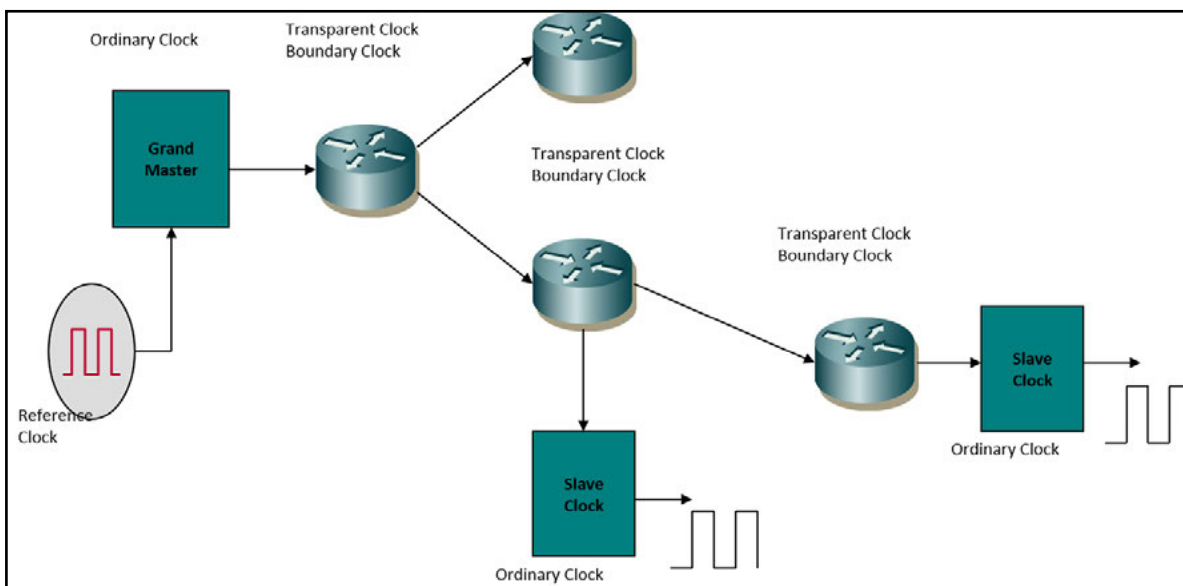 Ordinary Clock
Transparent Clock
Boundary Clock
Grand
Master
Transparent Clock
Boundary Clock
Transparent Clock
Boundary Clock
Reference
Clock
Slave
Clock
Ordinary Clock
Slave
Clock
Ordinary Clock